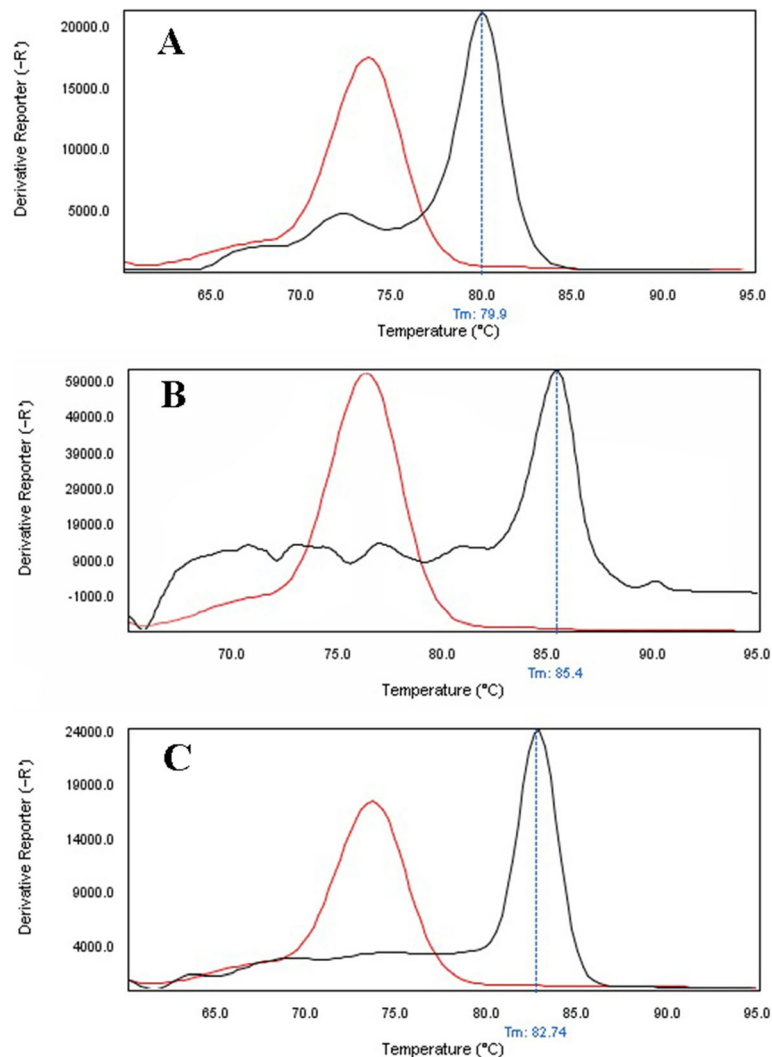 A
Derivative Reporter (−R')
20000.0
15000.0
10000.0
5000.0
65.0 70.0 75.0 80.0 85.0 90.0 95.0
Tm: 79.9
Temperature (°C)
B
Derivative Reporter (−R')
59000.0
49000.0
39000.0
29000.0
19000.0
9000.0
-1000.0
70.0 75.0 80.0 85.0 90.0 95.0
Tm: 85.4
Temperature (°C)
C
Derivative Reporter (−R')
24000.0
19000.0
14000.0
9000.0
4000.0
65.0 70.0 75.0 80.0 85.0 90.0 95.0
Tm: 82.74
Temperature (°C)